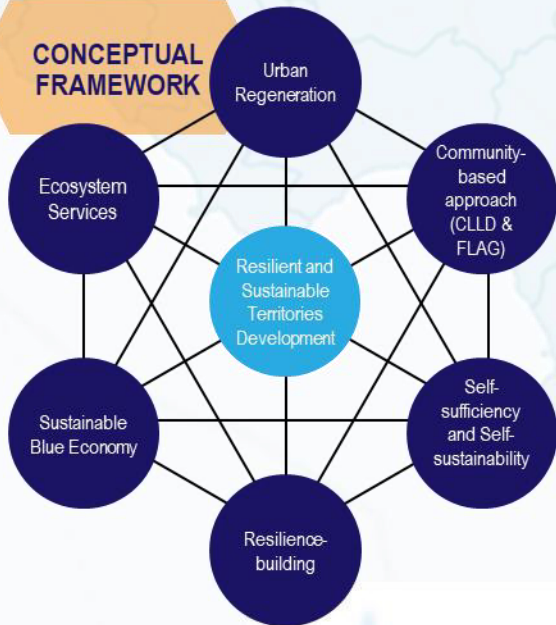 CONCEPTUAL
FRAMEWORK
Urban
Regeneration
Ecosystem
Services
Community-
based
approach
(CLLD &
FLAG)
Resilient and
Sustainable
Territories
Development
Sustainable
Blue Economy
Self-
sufficiency
and Self-
sustainability
Resilience-
building